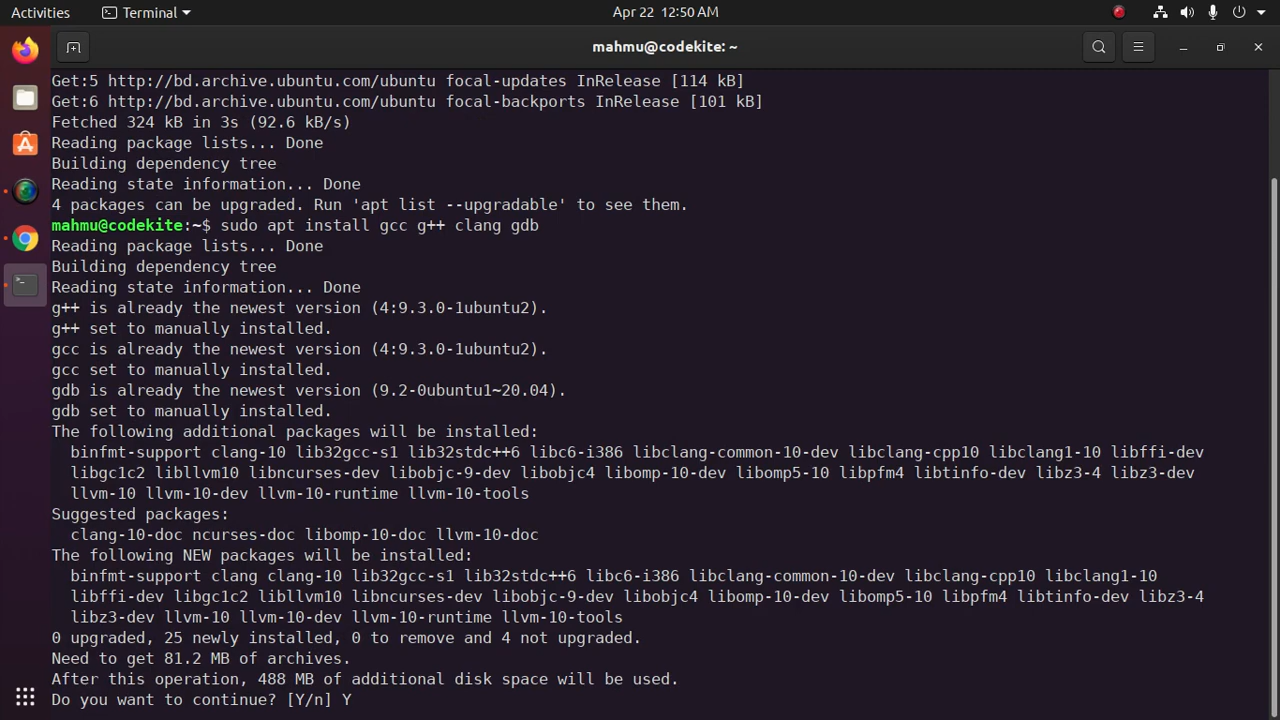 Activities
Terminal
Apr 22 12:50 AM
mahmu@codekite: ~
Get:5 http://bd.archive.ubuntu.com/ubuntu focal-updates InRelease [114 kB]
Get:6 http://bd.archive.ubuntu.com/ubuntu focal-backports InRelease [101 kB]
Fetched 324 kB in 3s (92.6 kB/s)
Reading package lists... Done
Building dependency tree
Reading state information... Done
4 packages can be upgraded. Run 'apt list --upgradable' to see them.
mahmu@codekite:~$ sudo apt install gcc g++ clang gdb
Reading package lists... Done
Building dependency tree
Reading state information... Done
g++ is already the newest version (4:9.3.0-1ubuntu2).
g++ set to manually installed.
gcc is already the newest version (4:9.3.0-1ubuntu2).
gcc set to manually installed.
gdb is already the newest version (9.2-0ubuntu1~20.04).
gdb set to manually installed.
The following additional packages will be installed:
  binfmt-support clang-10 lib32gcc-s1 lib32stdc++6 libc6-i386 libclang-common-10-dev libclang-cpp10 libclang1-10 libffi-dev
  libgc1c2 libllvm10 libncurses-dev libobjc-9-dev libobjc4 libomp-10-dev libomp5-10 libpfm4 libtinfo-dev libz3-4 libz3-dev
  llvm-10 llvm-10-dev llvm-10-runtime llvm-10-tools
Suggested packages:
  clang-10-doc ncurses-doc libomp-10-doc llvm-10-doc
The following NEW packages will be installed:
  binfmt-support clang clang-10 lib32gcc-s1 lib32stdc++6 libc6-i386 libclang-common-10-dev libclang-cpp10 libclang1-10
  libffi-dev libgc1c2 libllvm10 libncurses-dev libobjc-9-dev libobjc4 libomp-10-dev libomp5-10 libpfm4 libtinfo-dev libz3-4
  libz3-dev llvm-10 llvm-10-dev llvm-10-runtime llvm-10-tools
0 upgraded, 25 newly installed, 0 to remove and 4 not upgraded.
Need to get 81.2 MB of archives.
After this operation, 488 MB of additional disk space will be used.
Do you want to continue? [Y/n] Y